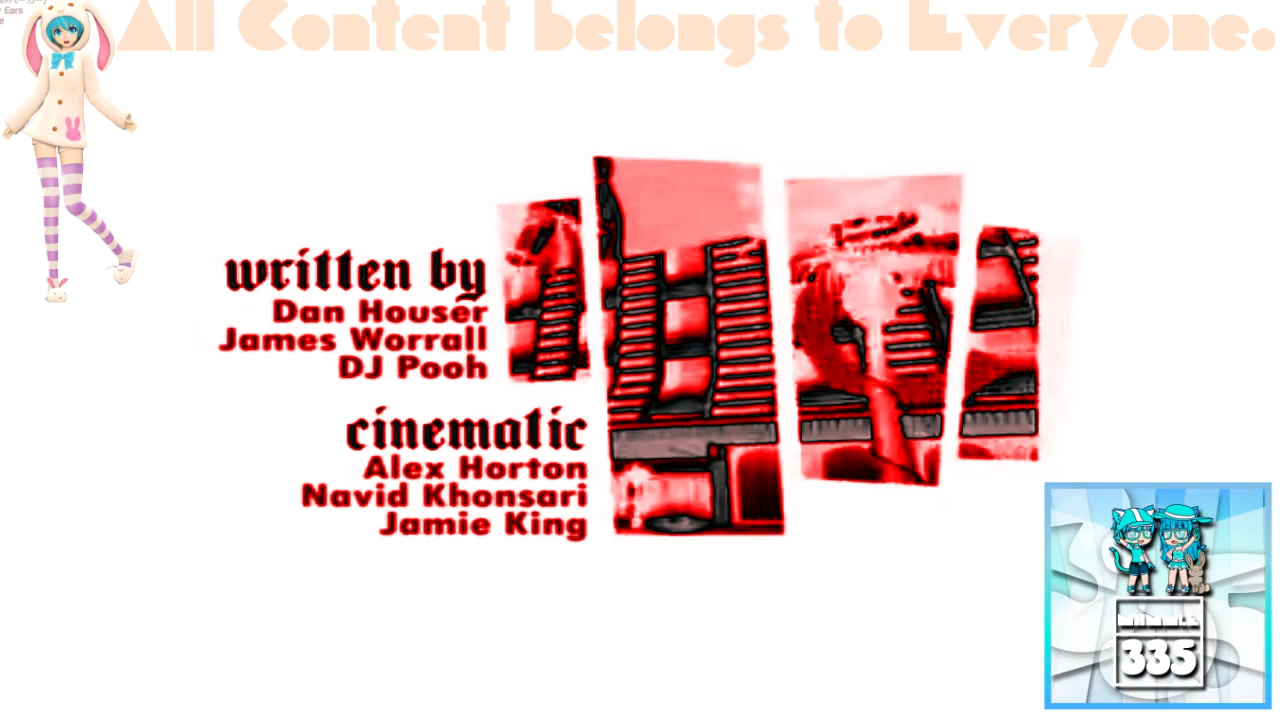 y Ears
e
All Content belongs to Everyone.
written by
Dan Houser
James Worrall
DJ Pooh
cinematic
Alex Horton
Navid Khonsari
Jamie King
335